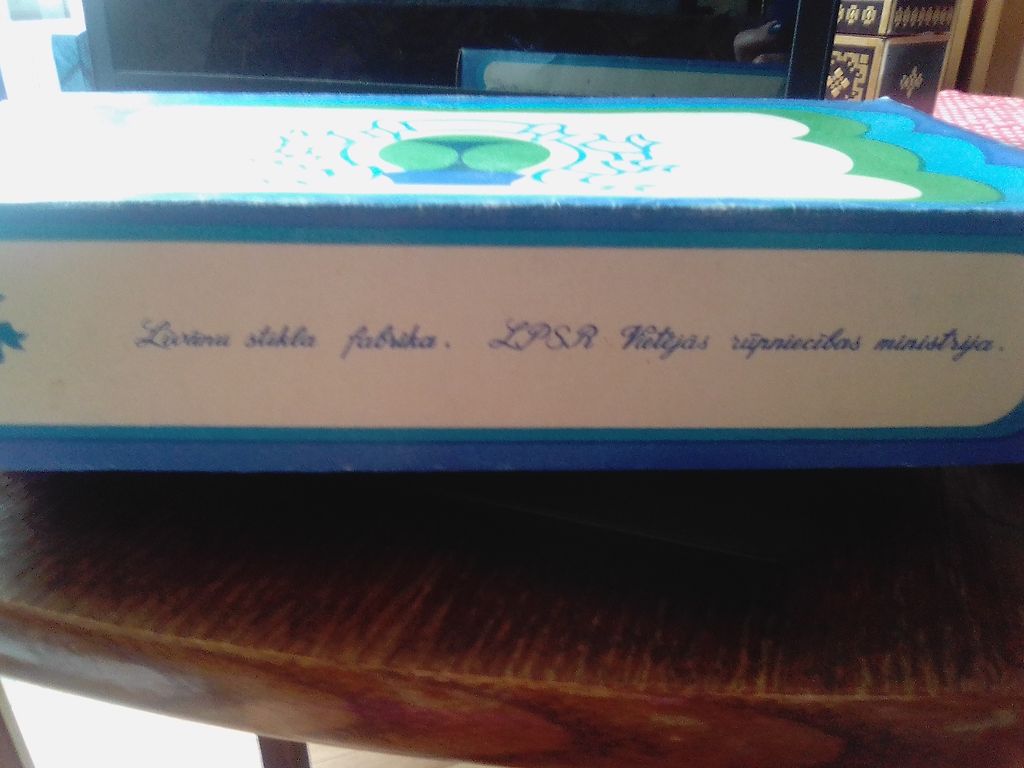 Līvānu stikla fabrika. LPSR Vietējās rūpniecības ministrija.